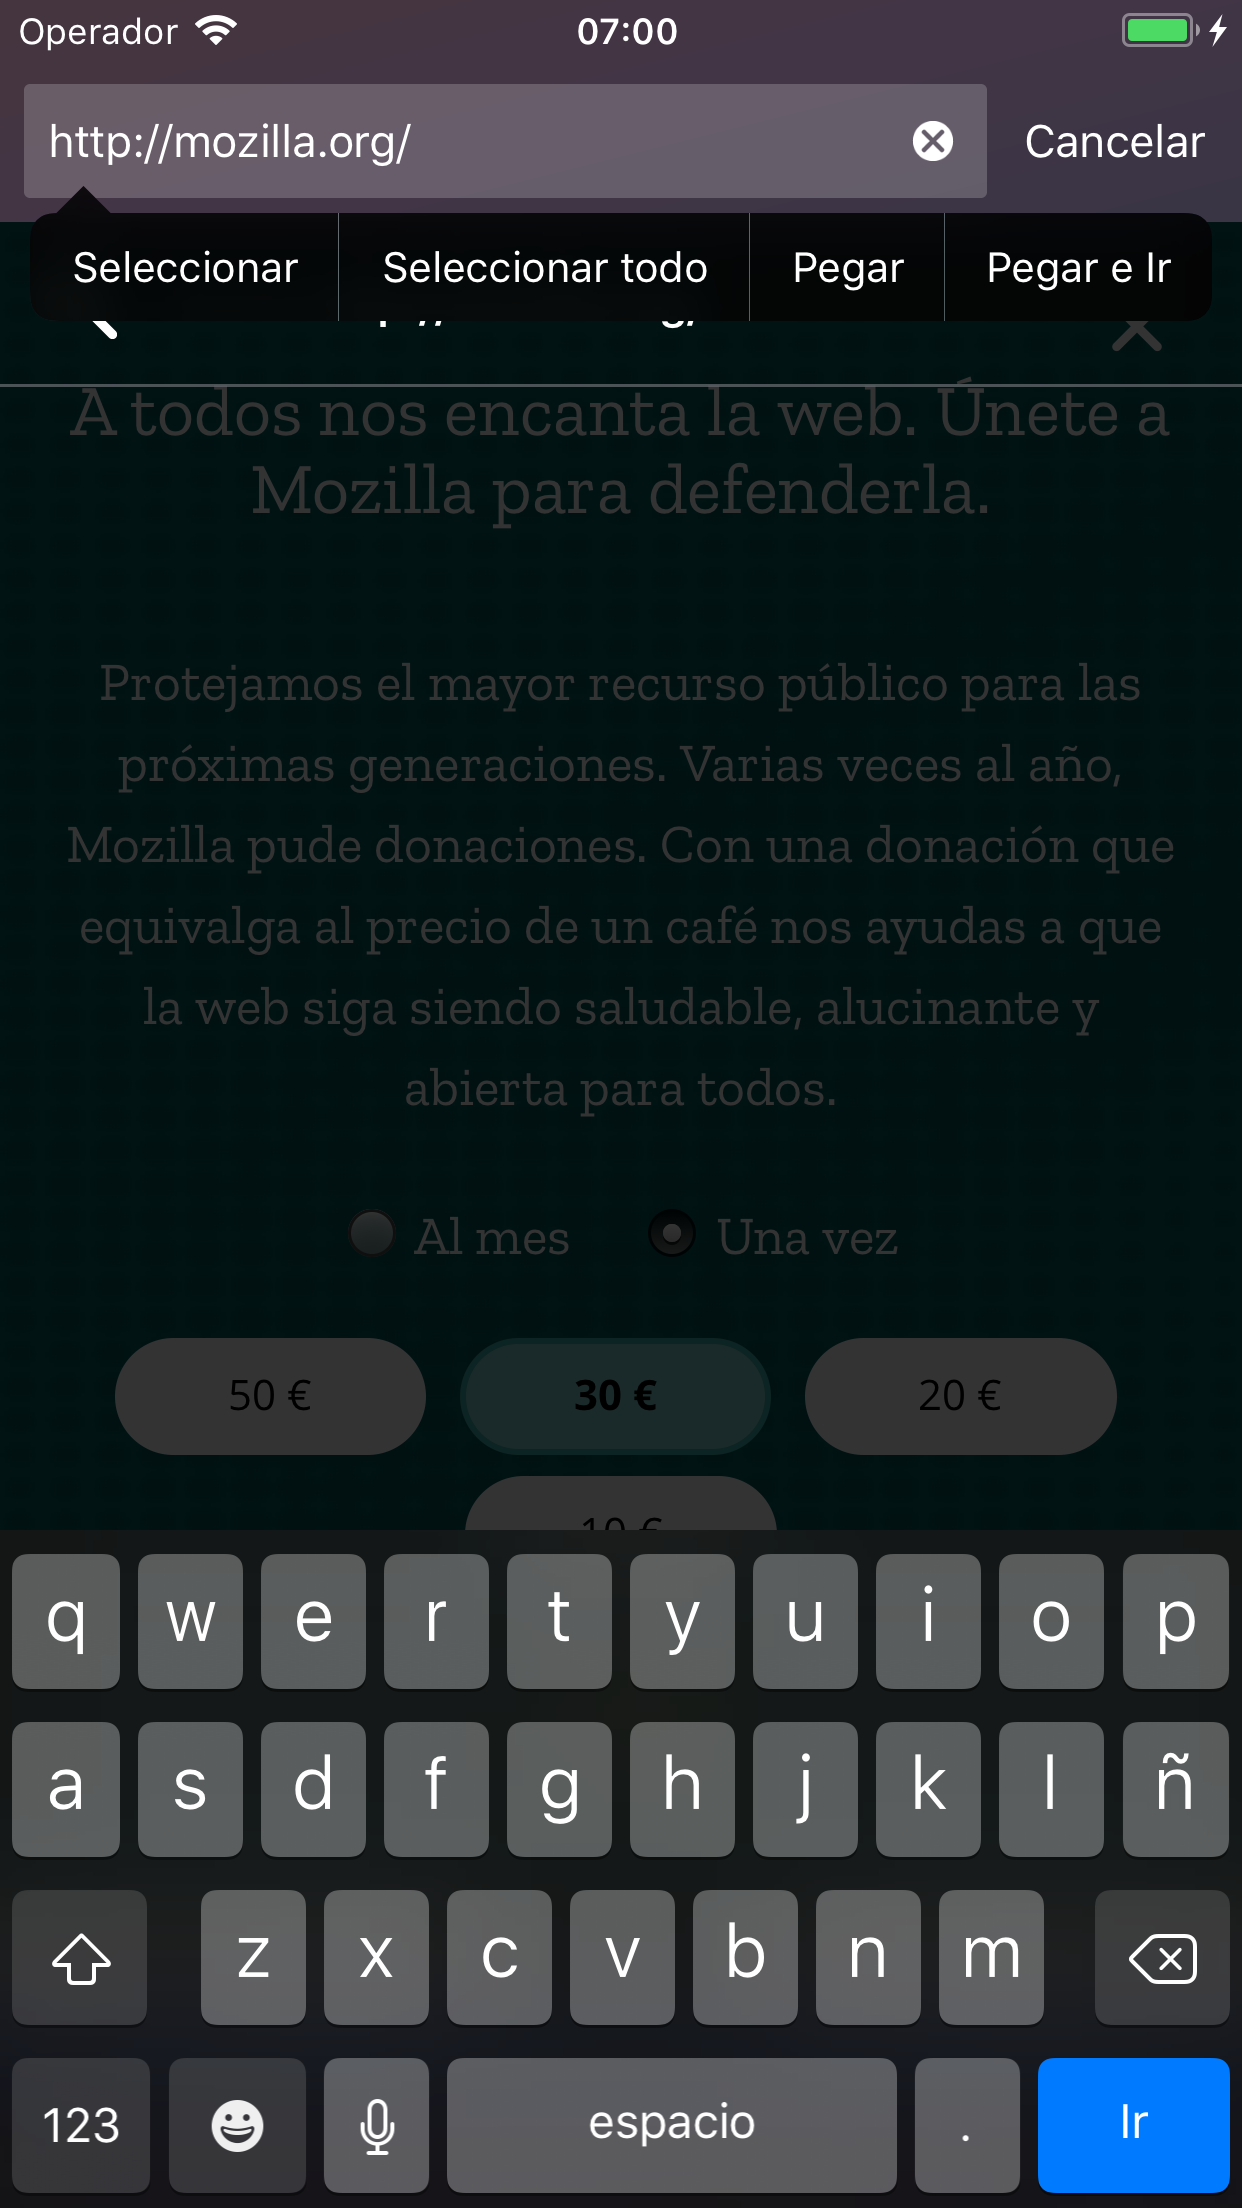 Operador 07:00
http://mozilla.org/ Cancelar
Seleccionar Seleccionar todo Pegar Pegar e Ir
A todos nos encanta la web. Únete a
Mozilla para defenderla.
Protejamos el mayor recurso público para las
próximas generaciones. Varias veces al año,
Mozilla pude donaciones. Con una donación que
equivalga al precio de un café nos ayudas a que
la web siga siendo saludable, alucinante y
abierta para todos.
Al mes Una vez
50 € 30 € 20 €
10 €
q w e r t y u i o p
a s d f g h j k l ñ
z x c v b n m
123 espacio . Ir